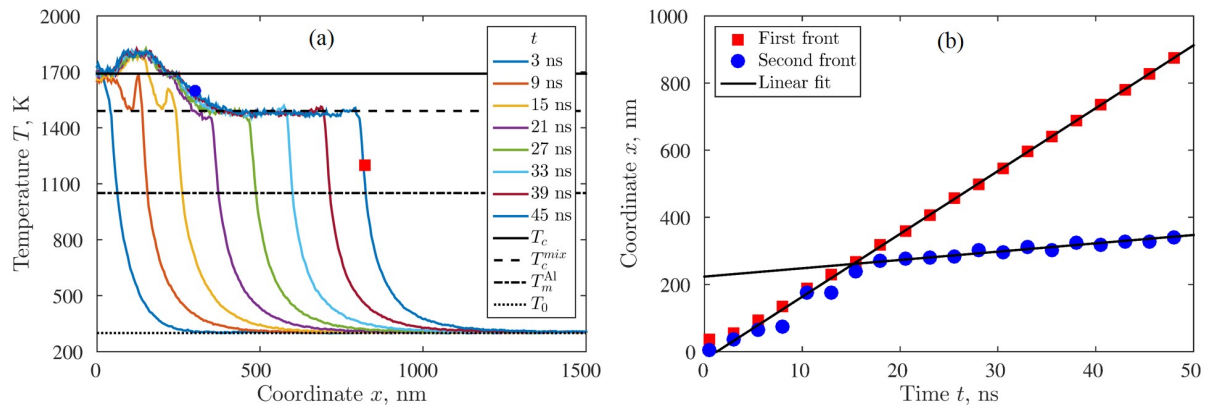 (a)
2000
1700
1400
1100
800
500
200
Temperature T, K
0
500
1000
1500
Coordinate x, nm
t
3 ns
9 ns
15 ns
21 ns
27 ns
33 ns
39 ns
45 ns
T_c
T_c^{mix}
T_m^{Al}
T_0
(b)
1000
800
600
400
200
0
Coordinate x, nm
0
10
20
30
40
50
Time t, ns
First front
Second front
Linear fit